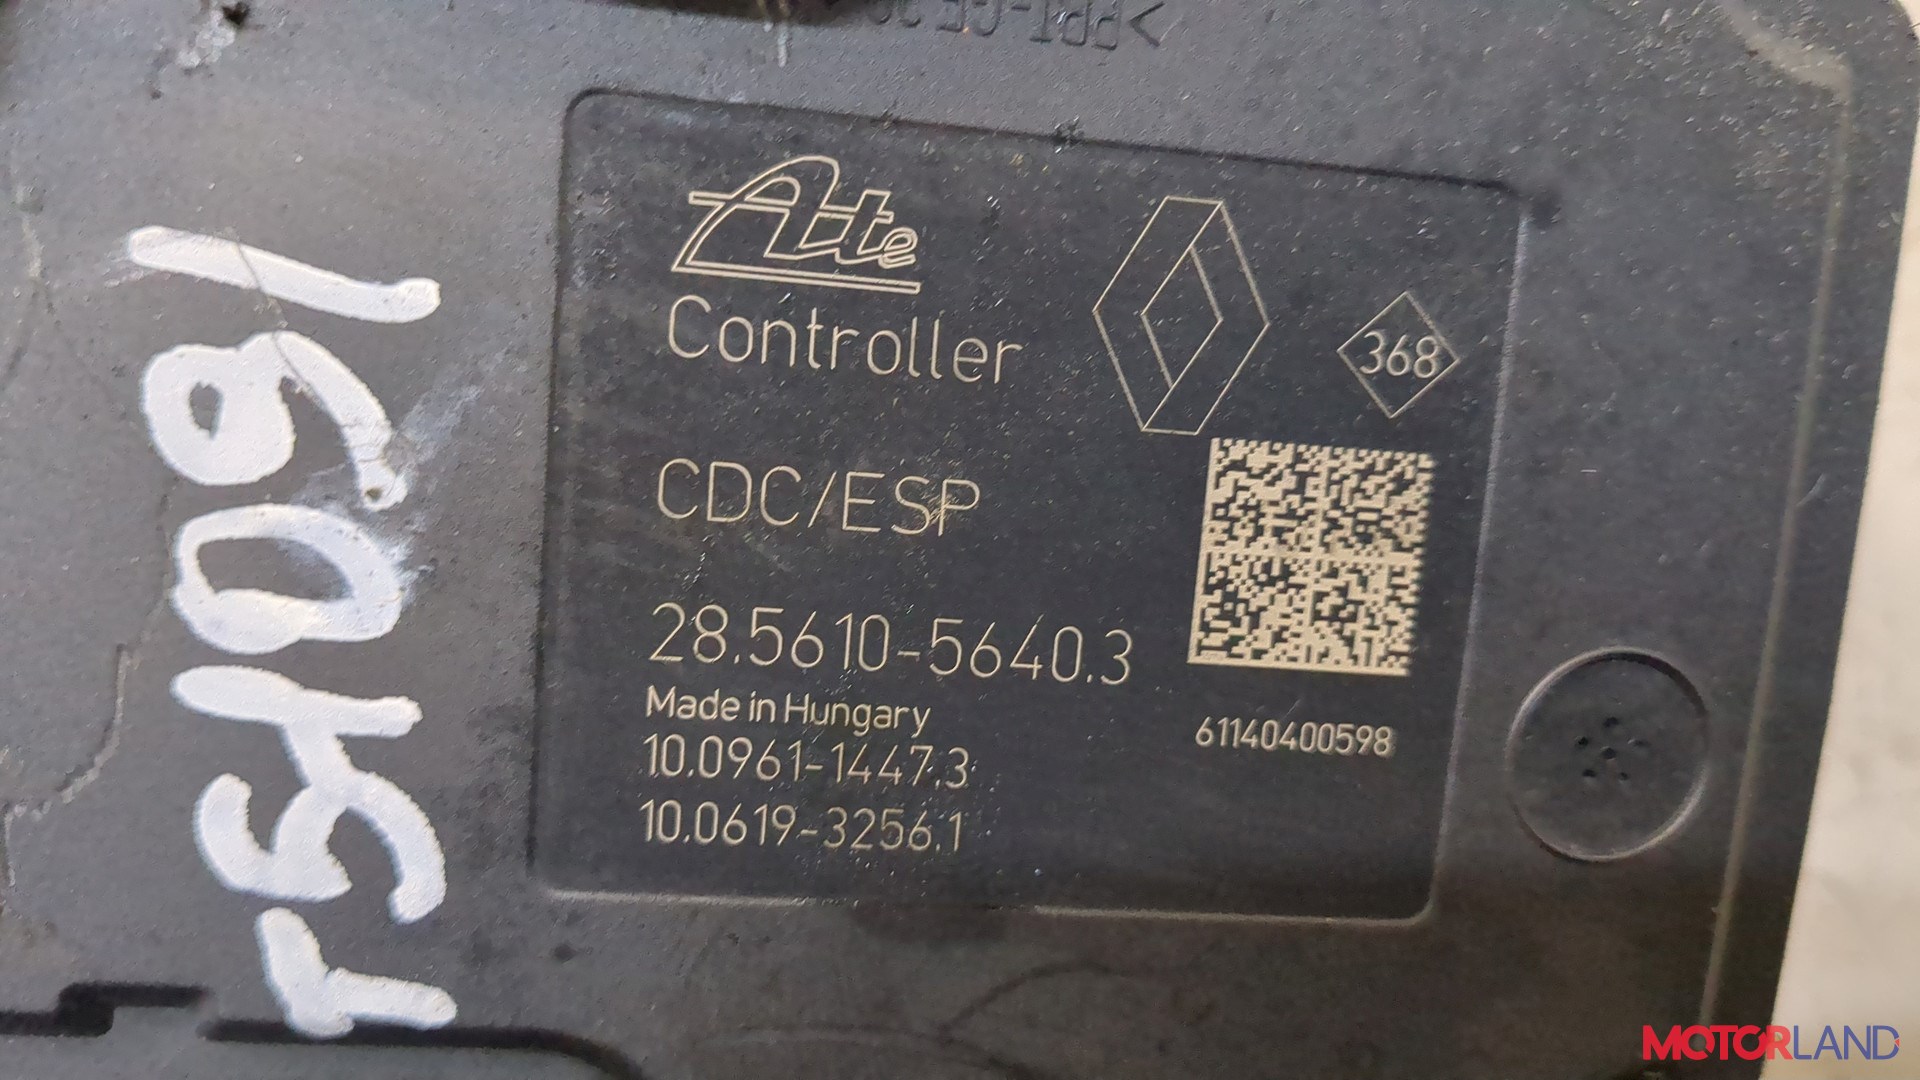 Ate
Controller
368
CDC/ESP
28.5610-5640.3
Made in Hungary
61140400598
10.0961-1447.3
10.0619-3256.1
MOTORLAND